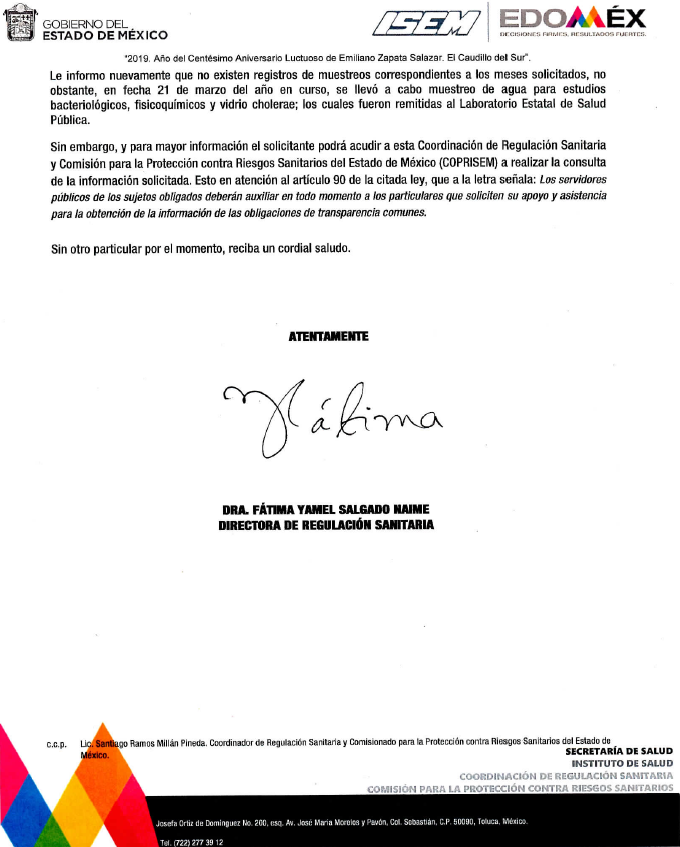 GOBIERNO DEL
ESTADO DE MÉXICO
ISEM
EDOMÉX
DECISIONES FIRMES, RESULTADOS FUERTES.
"2019. Año del Centésimo Aniversario Luctuoso de Emiliano Zapata Salazar. El Caudillo del Sur".
Le informo nuevamente que no existen registros de muestreos correspondientes a los meses solicitados, no
obstante, en fecha 21 de marzo del año en curso, se llevó a cabo muestreo de agua para estudios
bacteriológicos, fisicoquímicos y vidrio cholerae; los cuales fueron remitidas al Laboratorio Estatal de Salud
Pública.
Sin embargo, y para mayor información el solicitante podrá acudir a esta Coordinación de Regulación Sanitaria
y Comisión para la Protección contra Riesgos Sanitarios del Estado de México (COPRISEM) a realizar la consulta
de la información solicitada. Esto en atención al artículo 90 de la citada ley, que a la letra señala: Los servidores
públicos de los sujetos obligados deberán auxiliar en todo momento a los particulares que soliciten su apoyo y asistencia
para la obtención de la información de las obligaciones de transparencia comunes.
Sin otro particular por el momento, reciba un cordial saludo.
ATENTAMENTE
Fátima
DRA. FÁTIMA YAMEL SALGADO NAIME
DIRECTORA DE REGULACIÓN SANITARIA
c.c.p. Lic. Santiago Ramos Millán Pineda. Coordinador de Regulación Sanitaria y Comisionado para la Protección contra Riesgos Sanitarios del Estado de
México.
SECRETARÍA DE SALUD
INSTITUTO DE SALUD
COORDINACIÓN DE REGULACIÓN SANITARIA
COMISIÓN PARA LA PROTECCIÓN CONTRA RIESGOS SANITARIOS
Josefa Ortiz de Domínguez No. 200, esq. Av. José María Morelos y Pavón, Col. Sebastián, C.P. 50090, Toluca, México.
Tel. (722) 277 39 12